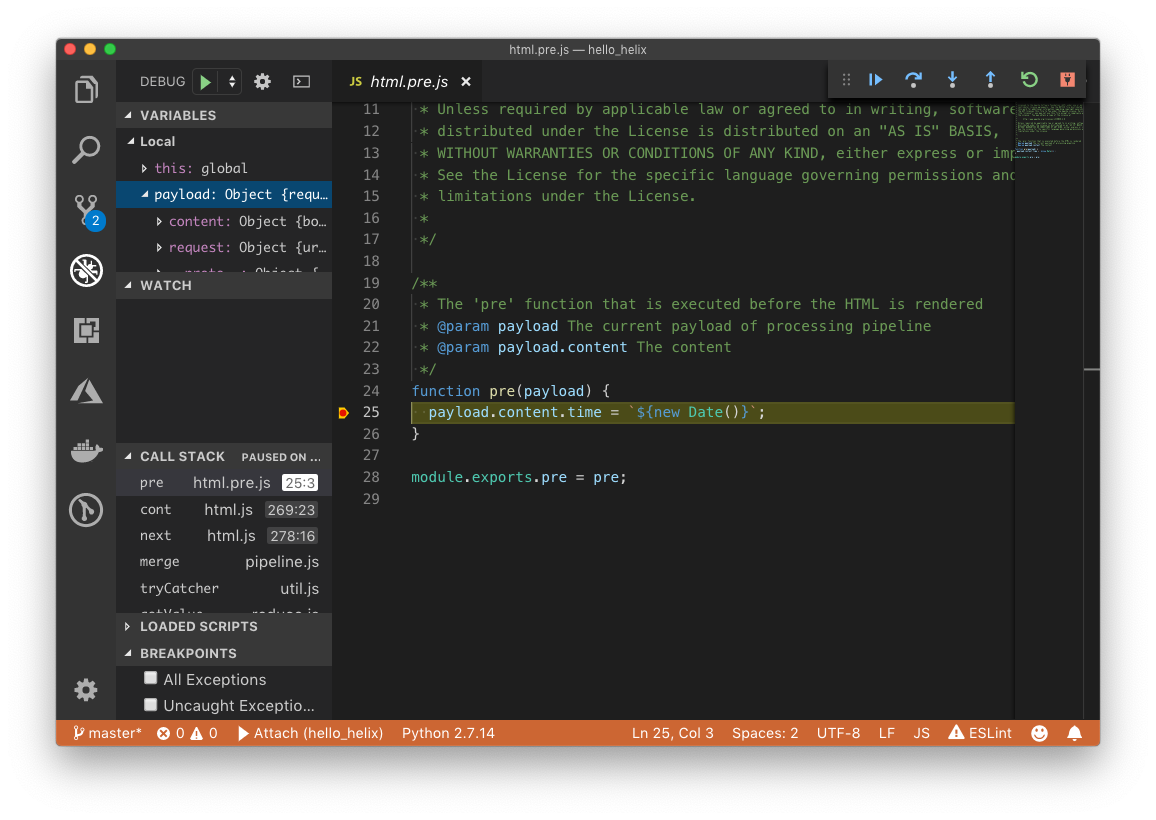 html.pre.js — hello_helix
DEBUG
JS html.pre.js ×
VARIABLES
Local
this: global
payload: Object {requ…
content: Object {bo…
request: Object {ur…
2
WATCH
CALL STACK PAUSED ON …
pre html.pre.js 25:3
cont html.js 269:23
next html.js 278:16
merge pipeline.js
tryCatcher util.js
LOADED SCRIPTS
BREAKPOINTS
All Exceptions
Uncaught Exceptio…
11 * Unless required by applicable law or agreed to in writing, software
12 * distributed under the License is distributed on an "AS IS" BASIS,
13 * WITHOUT WARRANTIES OR CONDITIONS OF ANY KIND, either express or imp
14 * See the License for the specific language governing permissions and
15 * limitations under the License.
16 *
17 */
18
19 /**
20 * The 'pre' function that is executed before the HTML is rendered
21 * @param payload The current payload of processing pipeline
22 * @param payload.content The content
23 */
24 function pre(payload) {
25 payload.content.time = `${new Date()}`;
26 }
27
28 module.exports.pre = pre;
29
master* 0 0 Attach (hello_helix) Python 2.7.14 Ln 25, Col 3 Spaces: 2 UTF-8 LF JS ESLint